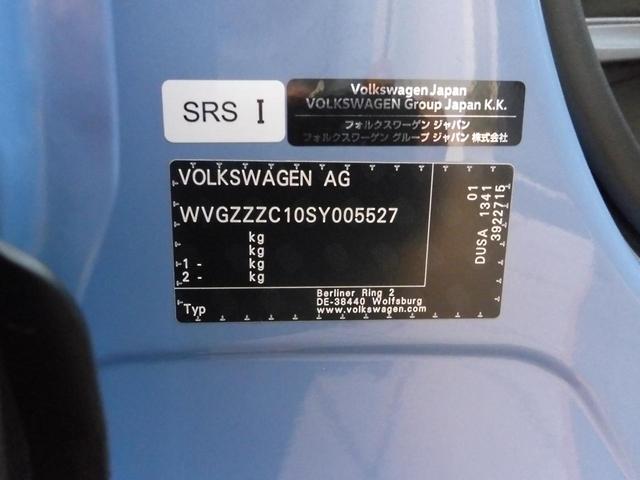 SRS I
Volkswagen Japan
VOLKSWAGEN Group Japan K.K.
フォルクスワーゲン ジャパン
フォルクスワーゲン グループ ジャパン 株式会社
VOLKSWAGEN AG
WVGZZZC10SY005527
kg
kg
1 - kg
2 - kg
Typ
Berliner Ring 2
DE-38440 Wolfsburg
www.volkswagen.com
01
DUSA 1341
3922715